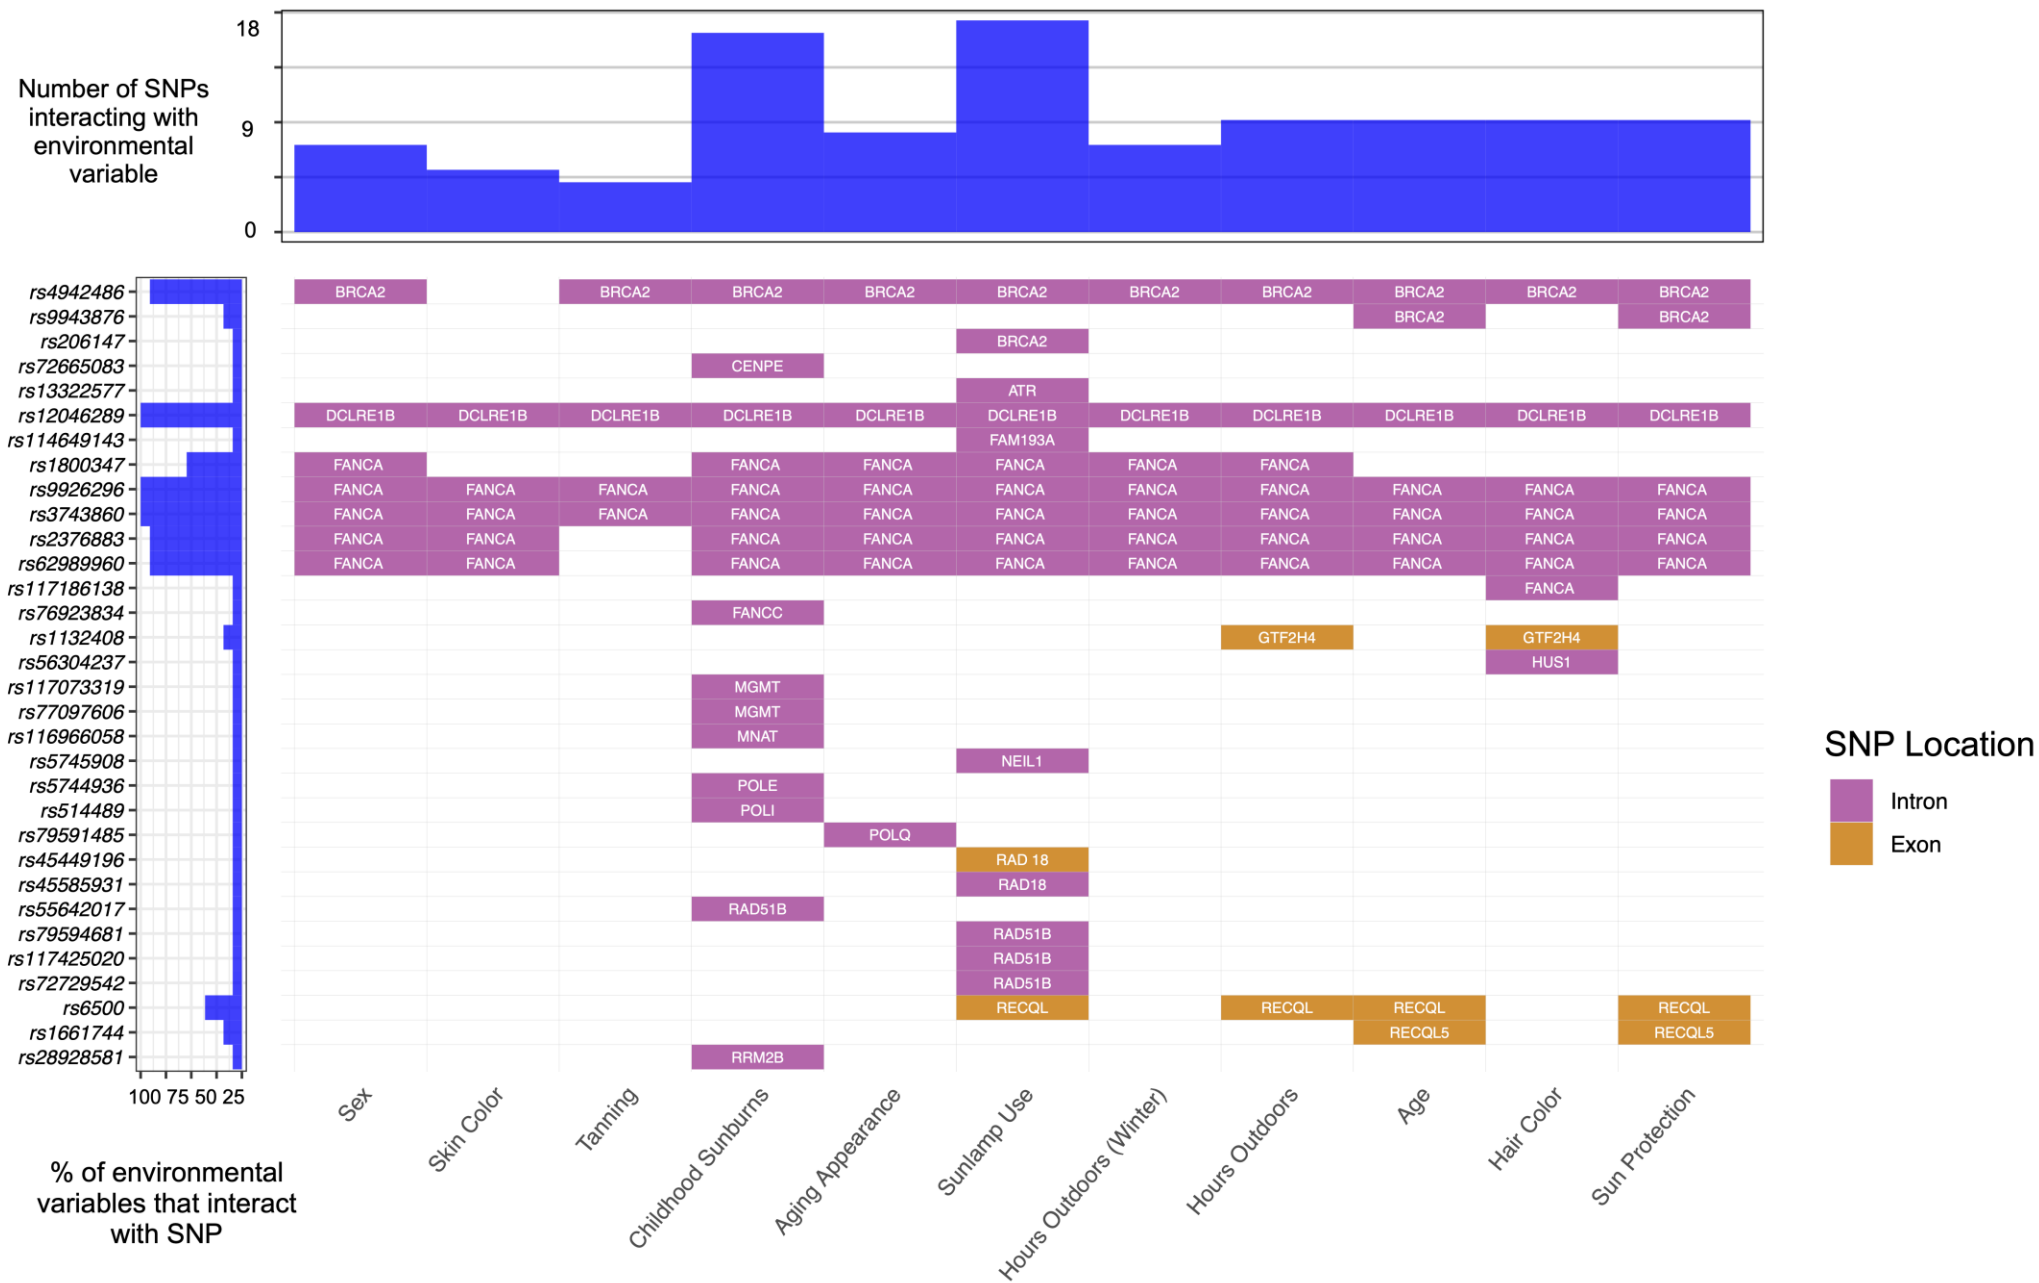 18
Number of SNPs
interacting with
environmental
variable
9
0
rs4942486 BRCA2 BRCA2 BRCA2 BRCA2 BRCA2 BRCA2 BRCA2 BRCA2 BRCA2 BRCA2
rs9943876 BRCA2 BRCA2
rs206147 BRCA2
rs72665083 CENPE
rs13322577 ATR
rs12046289 DCLRE1B DCLRE1B DCLRE1B DCLRE1B DCLRE1B DCLRE1B DCLRE1B DCLRE1B DCLRE1B DCLRE1B DCLRE1B
rs114649143 FAM193A
rs1800347 FANCA FANCA FANCA FANCA FANCA FANCA
rs9926296 FANCA FANCA FANCA FANCA FANCA FANCA FANCA FANCA FANCA FANCA FANCA
rs3743860 FANCA FANCA FANCA FANCA FANCA FANCA FANCA FANCA FANCA FANCA FANCA
rs2376883 FANCA FANCA FANCA FANCA FANCA FANCA FANCA FANCA FANCA FANCA
rs62989960 FANCA FANCA FANCA FANCA FANCA FANCA FANCA FANCA FANCA FANCA
rs117186138 FANCA
rs76923834 FANCC
rs1132408 GTF2H4 GTF2H4
rs56304237 HUS1
rs117073319 MGMT
rs77097606 MGMT
rs116966058 MNAT
rs5745908 NEIL1
rs5744936 POLE
rs514489 POLI
rs79591485 POLQ
rs45449196 RAD 18
rs45585931 RAD18
rs55642017 RAD51B
rs79594681 RAD51B
rs117425020 RAD51B
rs72729542 RAD51B
rs6500 RECQL RECQL RECQL RECQL
rs1661744 RECQL5 RECQL5
rs28928581 RRM2B
SNP Location
Intron
Exon
100 75 50 25
% of environmental
variables that interact
with SNP
Sex
Skin Color
Tanning
Childhood Sunburns
Aging Appearance
Sunlamp Use
Hours Outdoors (Winter)
Hours Outdoors
Age
Hair Color
Sun Protection